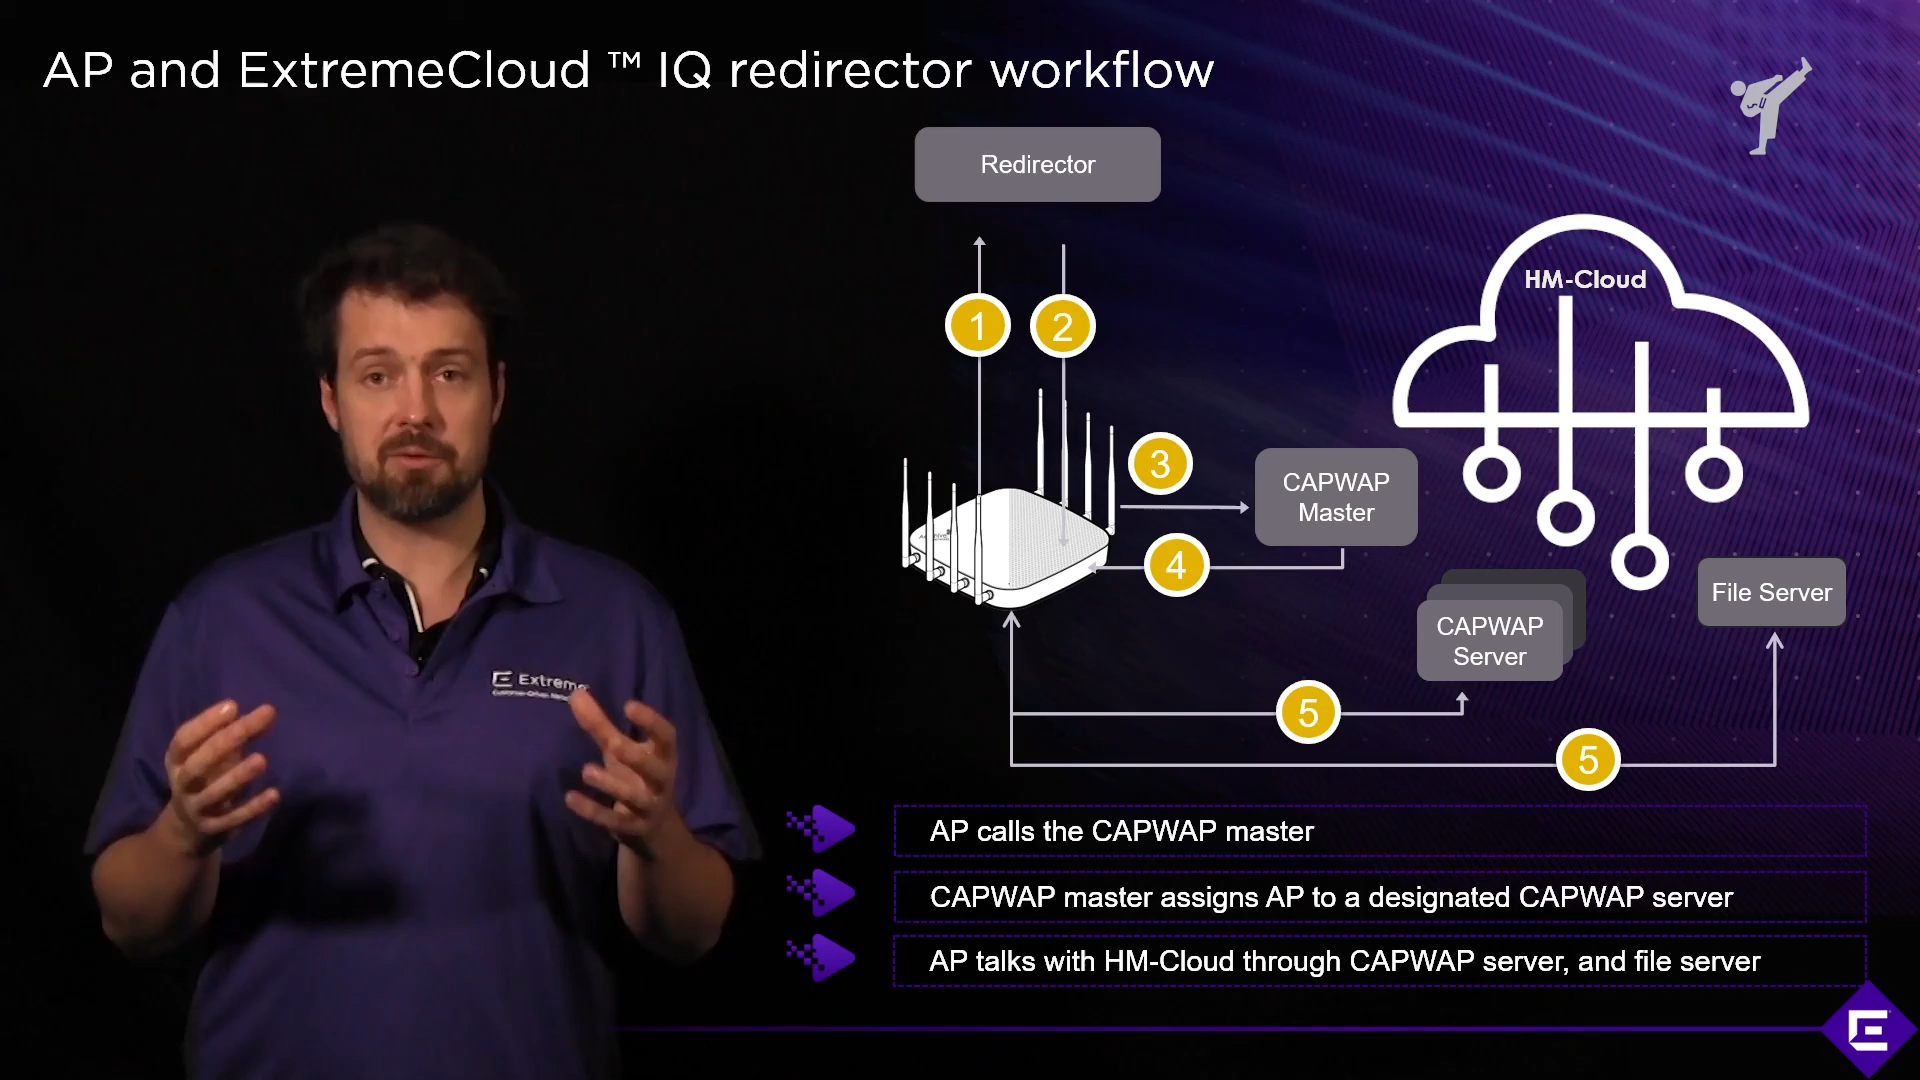 AP and ExtremeCloud ™ IQ redirector workflow
Redirector
HM-Cloud
1
2
3
CAPWAP
Master
4
File Server
CAPWAP
Server
Extreme
5
5
AP calls the CAPWAP master
CAPWAP master assigns AP to a designated CAPWAP server
AP talks with HM-Cloud through CAPWAP server, and file server